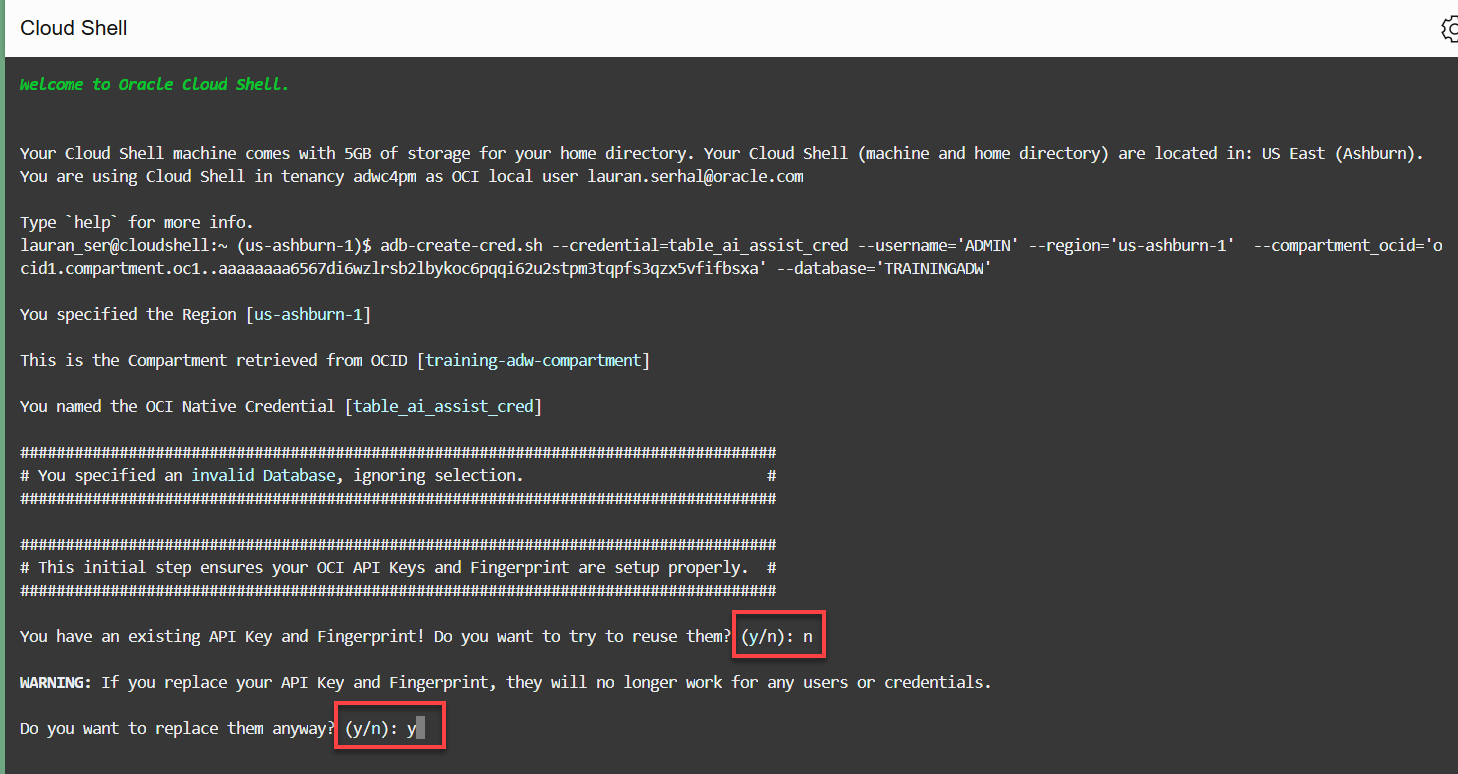 Cloud Shell
Welcome to Oracle Cloud Shell.
Your Cloud Shell machine comes with 5GB of storage for your home directory. Your Cloud Shell (machine and home directory) are located in: US East (Ashburn).
You are using Cloud Shell in tenancy adwc4pm as OCI local user lauran.serhal@oracle.com
Type `help` for more info.
lauran_ser@cloudshell:~ (us-ashburn-1)$ adb-create-cred.sh --credential=table_ai_assist_cred --username='ADMIN' --region='us-ashburn-1'  --compartment_ocid='o
cid1.compartment.oc1..aaaaaaaa6567di6wzlrsb2lbykoc6pqqi62u2stpm3tqpfs3qzx5vfifbsxa' --database='TRAININGADW'
You specified the Region [us-ashburn-1]
This is the Compartment retrieved from OCID [training-adw-compartment]
You named the OCI Native Credential [table_ai_assist_cred]
####################################################################################
# You specified an invalid Database, ignoring selection.                           #
####################################################################################
####################################################################################
# This initial step ensures your OCI API Keys and Fingerprint are setup properly.  #
####################################################################################
You have an existing API Key and Fingerprint! Do you want to try to reuse them? (y/n): n
WARNING: If you replace your API Key and Fingerprint, they will no longer work for any users or credentials.
Do you want to replace them anyway? (y/n): y